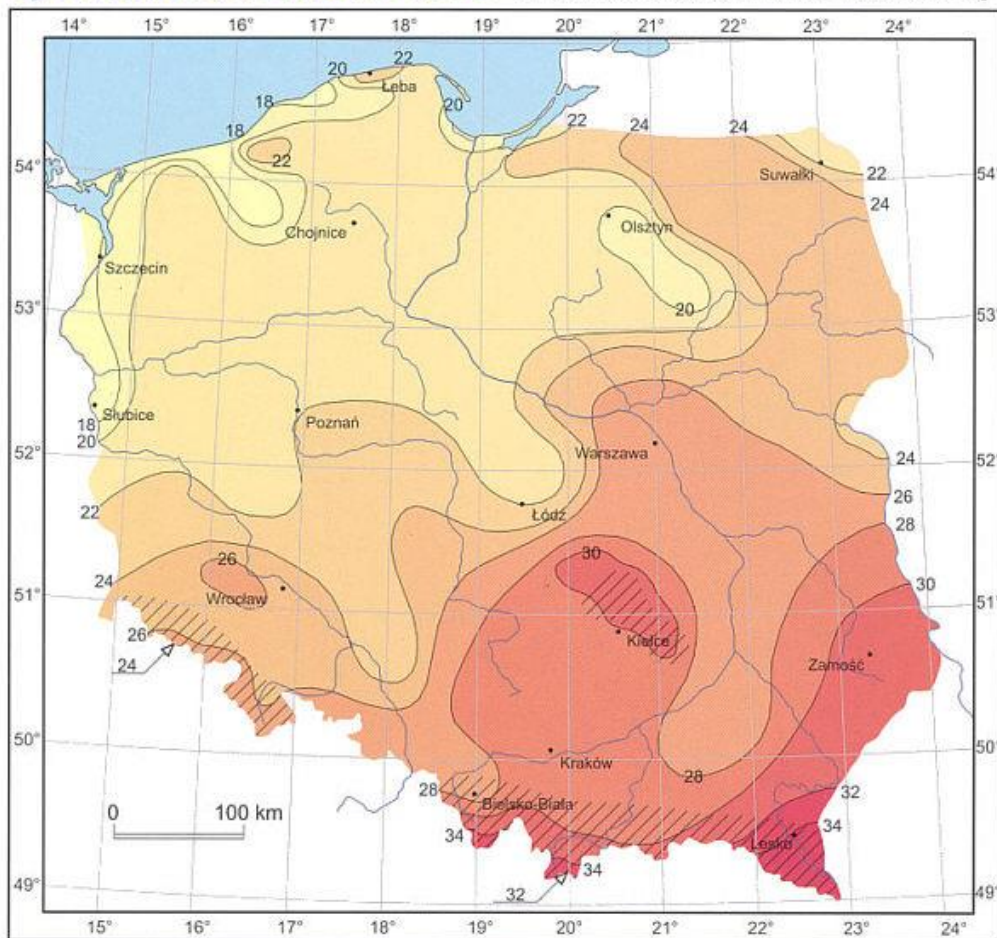 14° 15° 16° 17° 18° 19° 20° 21° 22° 23° 24°
20 22
Łeba
18
20
18
22
24
24
22
54°
54°
Suwałki
22
24
Chojnice
Olsztyn
Szczecin
53°
20
53°
Słubice
18
20
Poznań
52°
Warszawa
24
52°
26
22
Łódź
28
26
30
30
24
Wrocław
51°
51°
26
Kielce
24
Zamość
50°
50°
Kraków
28
0 100 km
28
Bielsko-Biała
32
34
34
Lesko
34
32
49°
49°
15° 16° 17° 18° 19° 20° 21° 22° 23° 24°